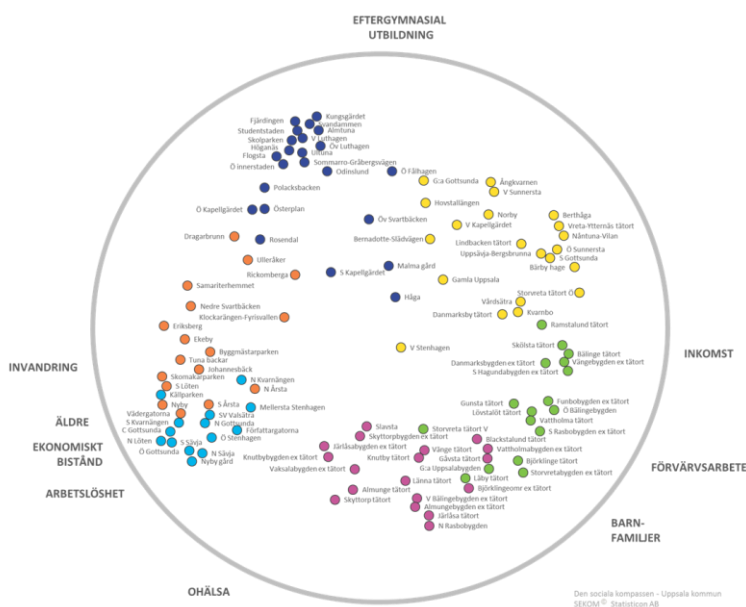 EFTERGYMNASIAL
UTBILDNING
Kungsgärdet
Fjärdingen
Svandammen
Studentstaden
Almtuna
Skolparken
V Luthagen
Höganäs
Öv Luthagen
Flogsta
Ultuna
Ö innerstaden
Sommarro-Gråbergsvägen
Odinslund
Ö Fålhagen
Polacksbacken
G:a Gottsunda
Ångkvarnen
V Sunnersta
Hovstallängen
Ö Kapellgärdet
Österplan
Öv Svartbäcken
Norby
Berthåga
V Kapellgärdet
Vreta-Ytternäs tåtort
Nåntuna-Vilan
Dragarbrunn
Rosendal
Bernadotte-Slädvägen
Lindbacken tätort
Ö Sunnersta
Uppsävja-Bergsbrunna
S Gottsunda
Ulleråker
Bärby hage
Rickomberga
S Kapellgärdet
Malma gård
Gamla Uppsala
Samariterhemmet
Håga
Storvreta tätort Ö
Vårdsätra
Nedre Svartbäcken
Kvarnbo
Klockarängen-Fyrisvallen
Danmarksby tätort
Eriksberg
Ramstalund tätort
Ekeby
V Stenhagen
Skölsta tätort
Byggmästarparken
Bälinge tätort
Tuna backar
Danmarksbygden ex tätort
Vängebygden ex tätort
Johannesbäck
S Hagundabygden ex tätort
INKOMST
INVANDRING
Skomakarparken
N Kvarnängen
S Löten
N Årsta
Källparken
Nyby
S Årsta
Mellersta Stenhagen
Gunsta tätort
Funbobygden ex tätort
Vädergatorna
SV Valsätra
Lövstalöt tätort
Ö Bälingebygden
S Kvarnängen
N Gottsunda
Vattholma tätort
ÄLDRE
C Gottsunda
Författargatorna
Slavsta
Storvreta tätort V
S Rasbobygden ex tätort
N Löten
S Sävja
Ö Stenhagen
Skyttorpbygden ex tätort
Blackstalund tätort
EKONOMISKT
BISTÅND
Ö Gottsunda
N Sävja
Järlåsabygden ex tätort
Vänge tätort
Vattholmabygden ex tätort
Nyby gård
Knutbybygden ex tätort
Knutby tätort
Gåvsta tätort
Björklinge tätort
Vaksalabygden ex tätort
G:a Uppsalabygden
Storvretabygden ex tätort
FÖRVÄRVSARBETE
ARBETSLÖSHET
Länna tätort
Läby tätort
Almunge tätort
Björklingeomr ex tätort
Skyttorp tätort
V Bälingebygden ex tätort
Almungebygden ex tätort
Järlåsa tätort
N Rasbobygden
BARN-
FAMILJER
OHÄLSA
Den sociala kompassen - Uppsala kommun
SEKOM © Statisticon AB